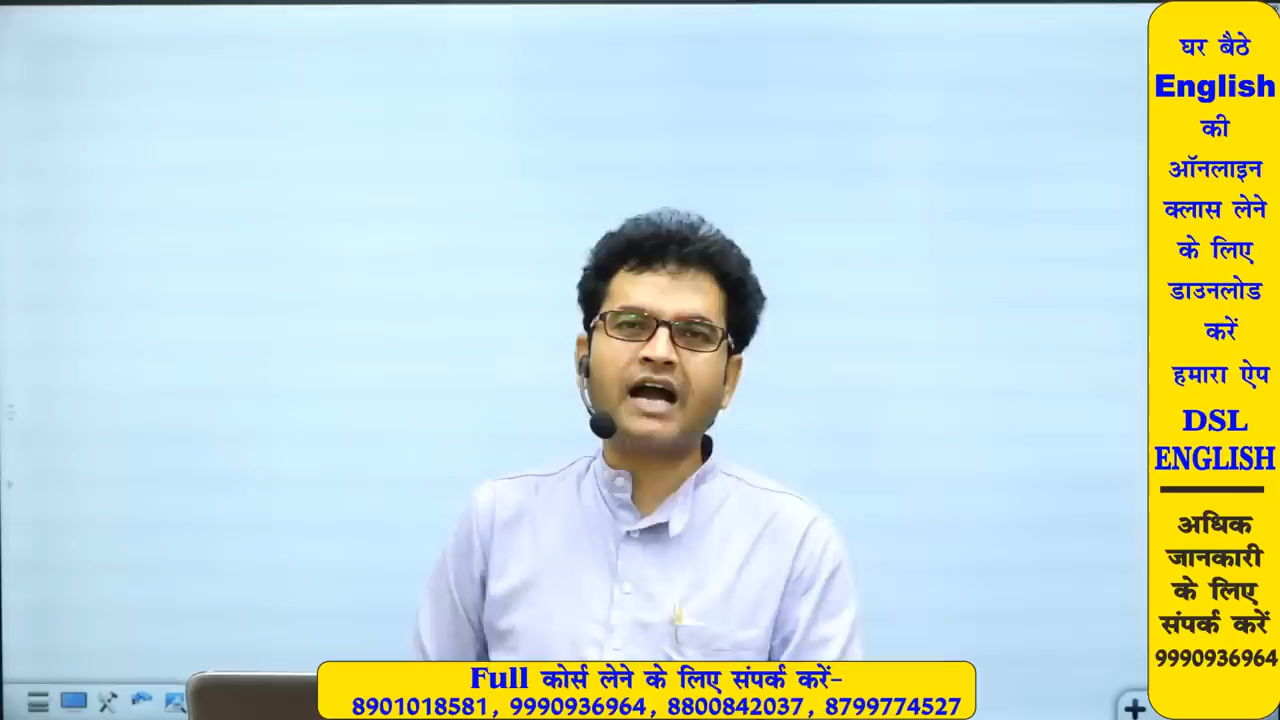 घर बैठे
English
की
ऑनलाइन
क्लास लेने
के लिए
डाउनलोड
करें
हमारा ऐप
DSL
ENGLISH
अधिक
जानकारी
के लिए
संपर्क करें
9990936964
Full कोर्स लेने के लिए संपर्क करें-
8901018581, 9990936964, 8800842037, 8799774527